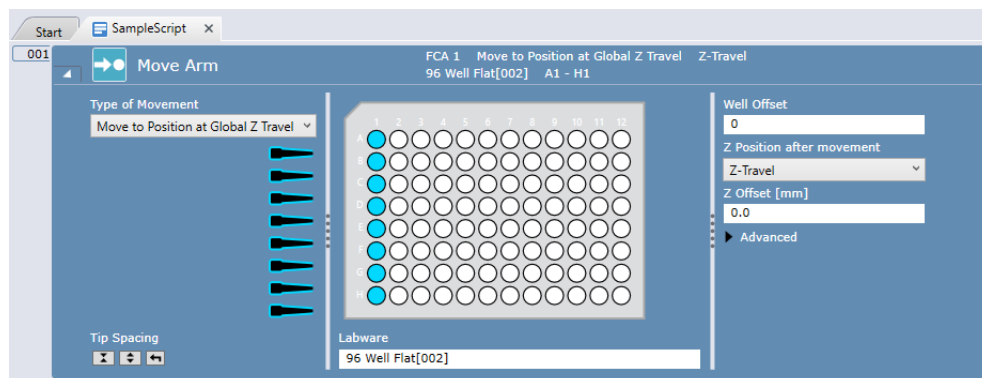 Start
SampleScript ×
001
Move Arm
FCA 1 Move to Position at Global Z Travel Z-Travel
96 Well Flat[002] A1 - H1
Type of Movement
Move to Position at Global Z Travel
Tip Spacing
1 2 3 4 5 6 7 8 9 10 11 12
A
B
C
D
E
F
G
H
Labware
96 Well Flat[002]
Well Offset
0
Z Position after movement
Z-Travel
Z Offset [mm]
0.0
Advanced